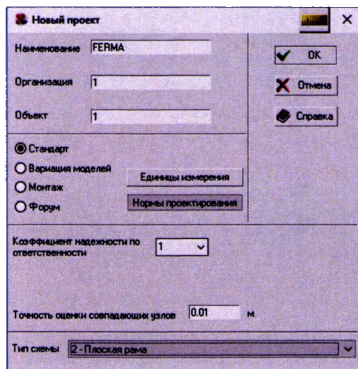 Новый проект
Наименование FERMA
OK
Организация 1
Отмена
Объект 1
Справка
Стандарт
Вариация моделей
Единицы измерения
Монтаж
Форум
Нормы проектирования
Коэффициент надежности по
ответственности
1
Точность оценки совпадающих узлов 0.01 м
Тип схемы 2 - Плоская рама